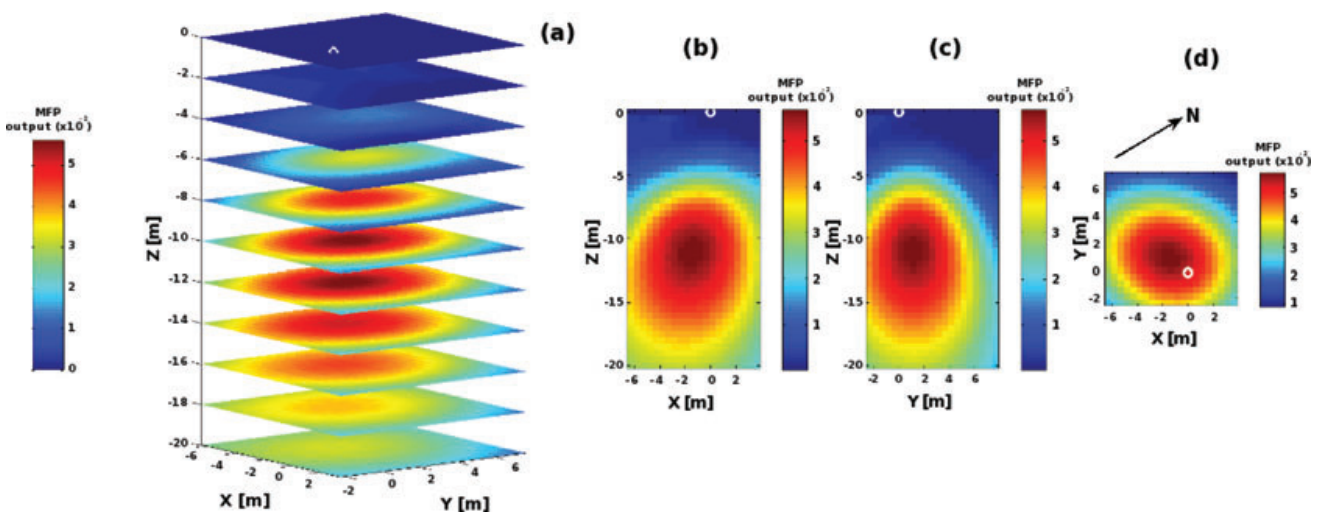 (a)
MFP
output (x10⁻²)
5
4
3
2
1
0
0
-2
-4
-6
-8
-10
-12
-14
-16
-18
-20
Z [m]
-6
-4
-2
0
2
X [m]
-2
0
2
4
6
Y [m]
(b)
MFP
output (x10⁻²)
0
-5
-10
-15
-20
Z [m]
-6 -4 -2 0 2
X [m]
5
4
3
2
1
(c)
MFP
output (x10⁻²)
0
-5
-10
-15
-20
Z [m]
-2 0 2 4 6
Y [m]
5
4
3
2
1
(d)
N
MFP
output (x10⁻²)
6
4
2
0
-2
Y [m]
-6 -4 -2 0 2
X [m]
5
4
3
2
1